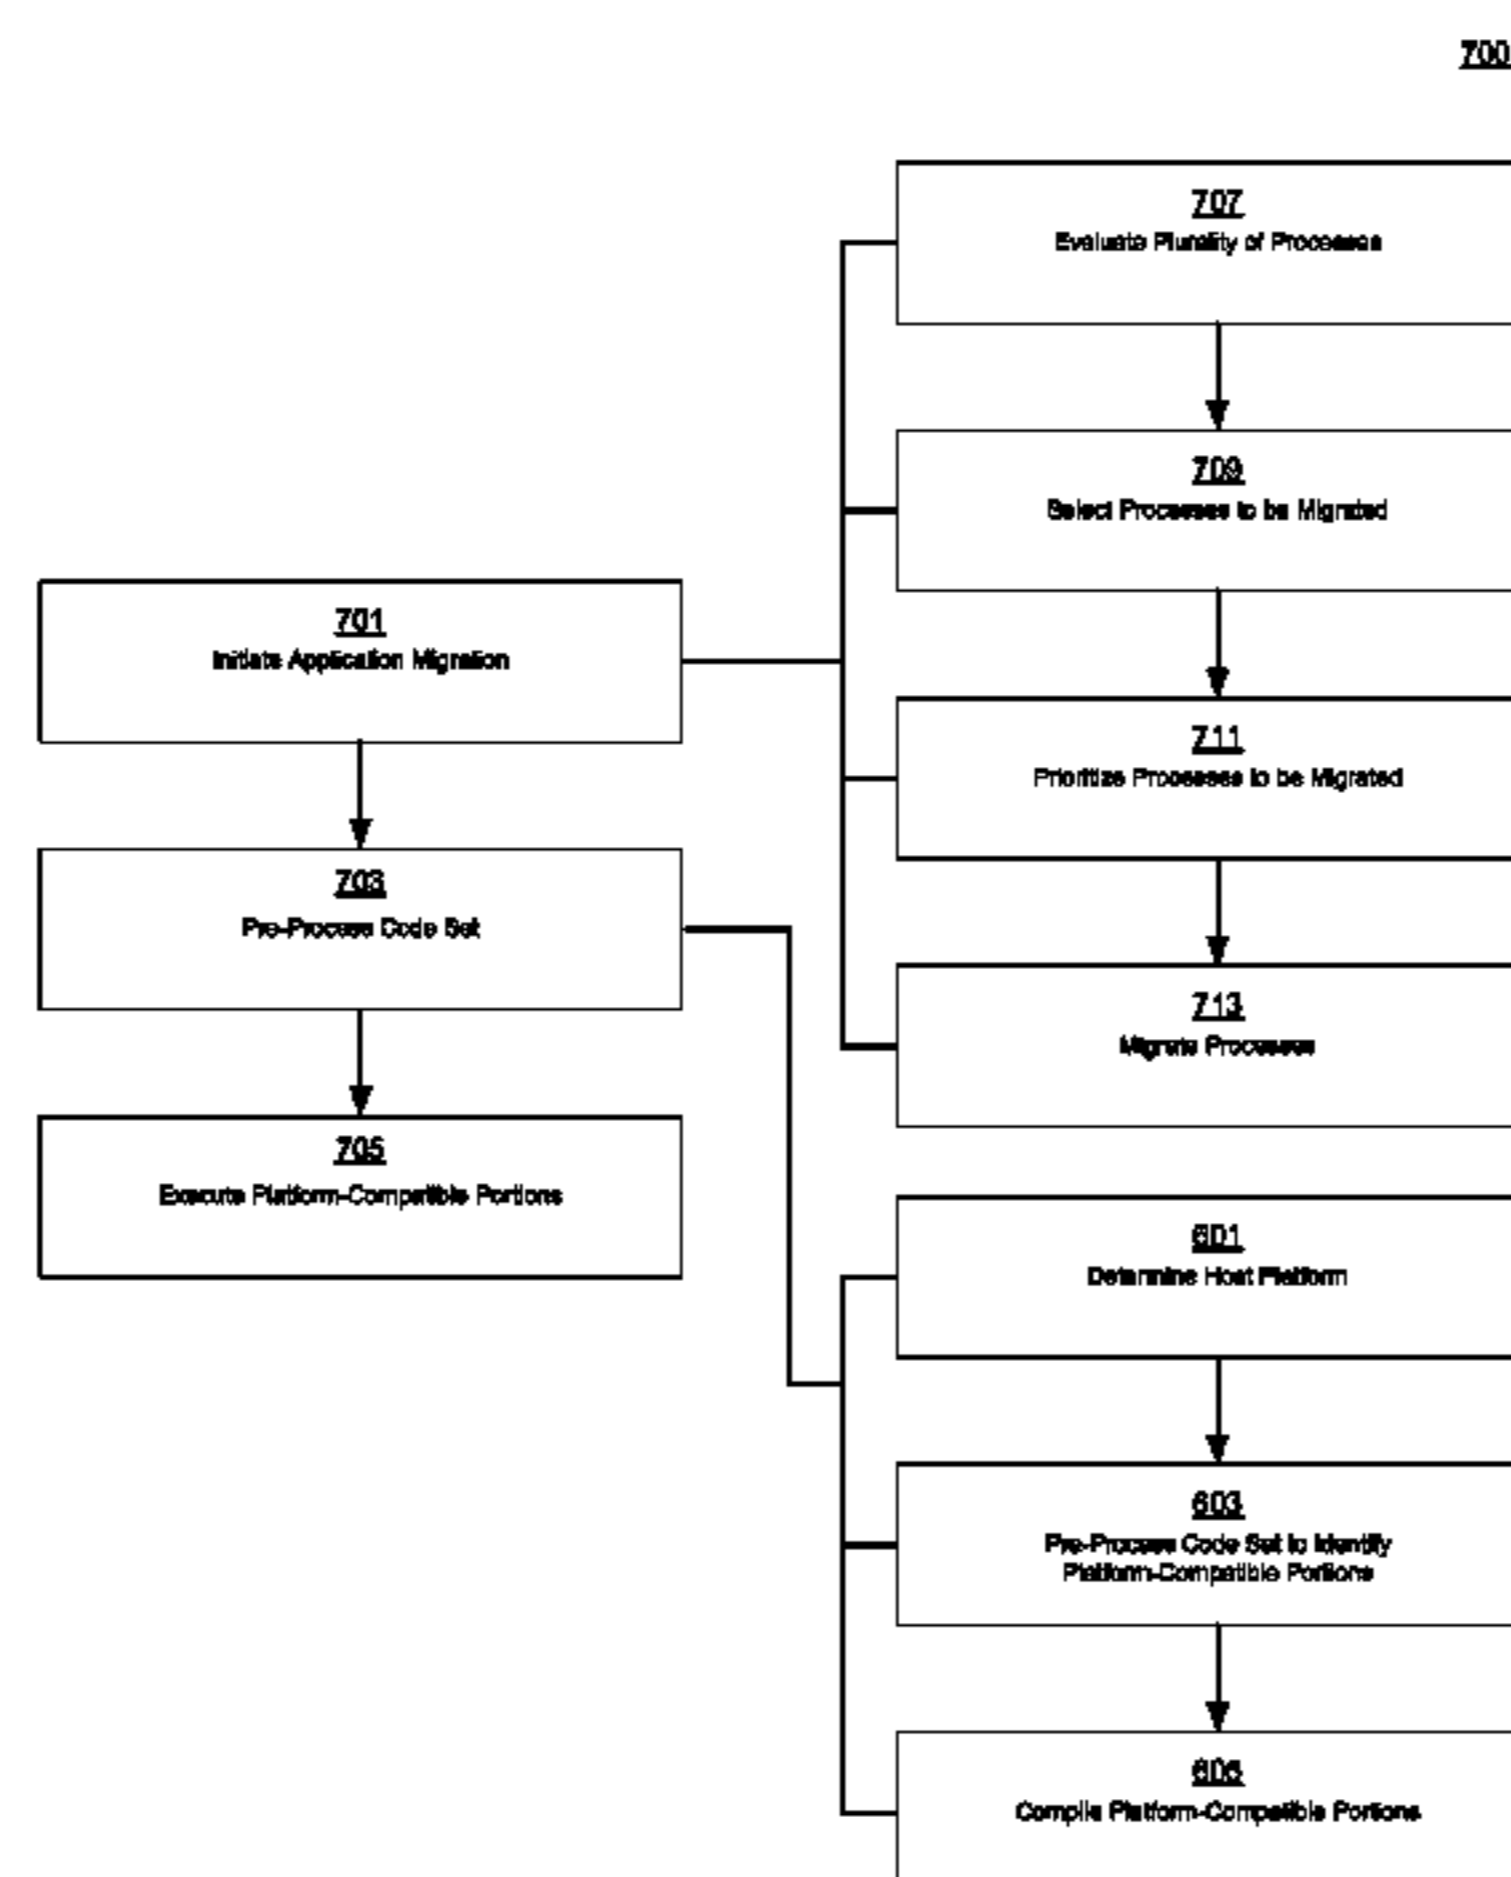 700
707
Evaluate Plurality of Processes
709
Select Processes to be Migrated
701
Initiate Application Migration
711
Prioritize Processes to be Migrated
703
Pre-Process Code Set
713
Migrate Processes
705
Execute Platform-Compatible Portions
601
Determine Host Platform
603
Pre-Process Code Set to Identify
Platform-Compatible Portions
605
Compile Platform-Compatible Portions